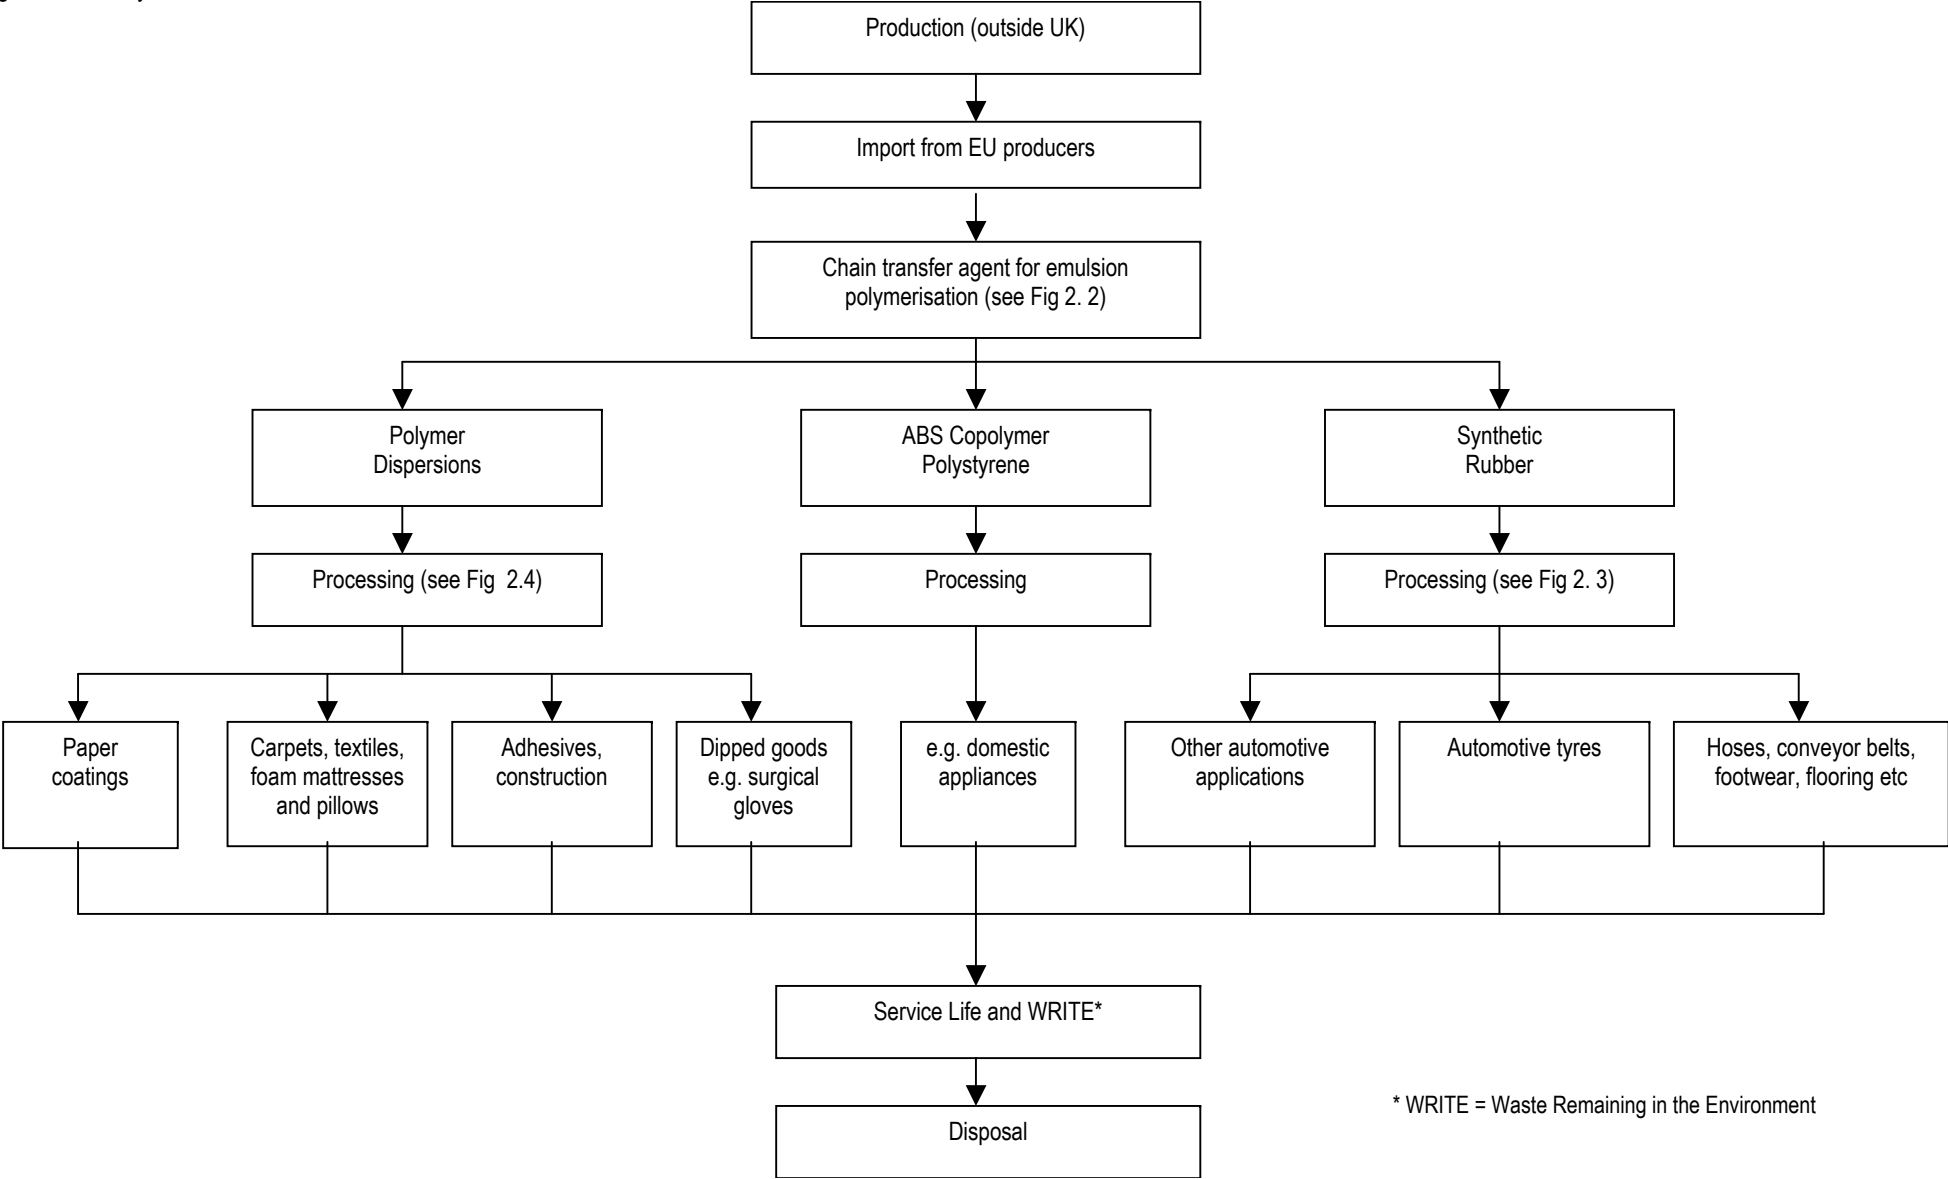 Production (outside UK)
Import from EU producers
Chain transfer agent for emulsion
polymerisation (see Fig 2. 2)
Polymer
Dispersions
ABS Copolymer
Polystyrene
Synthetic
Rubber
Processing (see Fig  2.4)
Processing
Processing (see Fig 2. 3)
Paper
coatings
Carpets, textiles,
foam mattresses
and pillows
Adhesives,
construction
Dipped goods
e.g. surgical
gloves
e.g. domestic
appliances
Other automotive
applications
Automotive tyres
Hoses, conveyor belts,
footwear, flooring etc
Service Life and WRITE*
Disposal
* WRITE = Waste Remaining in the Environment